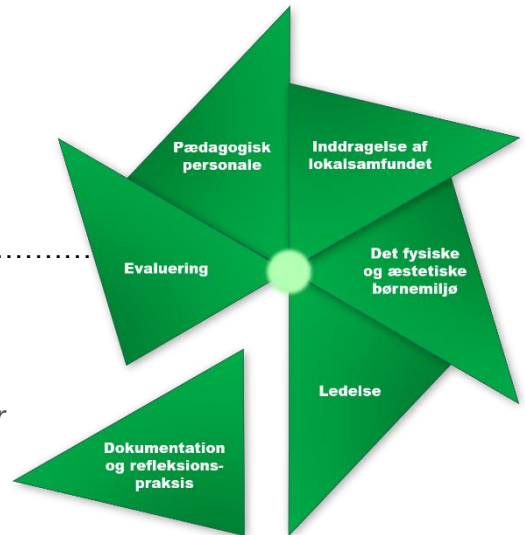 Pædagogisk
personale
Inddragelse af
lokalsamfundet
Evaluering
Det fysiske
og æstetiske
børnemiljø
Ledelse
r
Dokumentation
og refleksions-
praksis